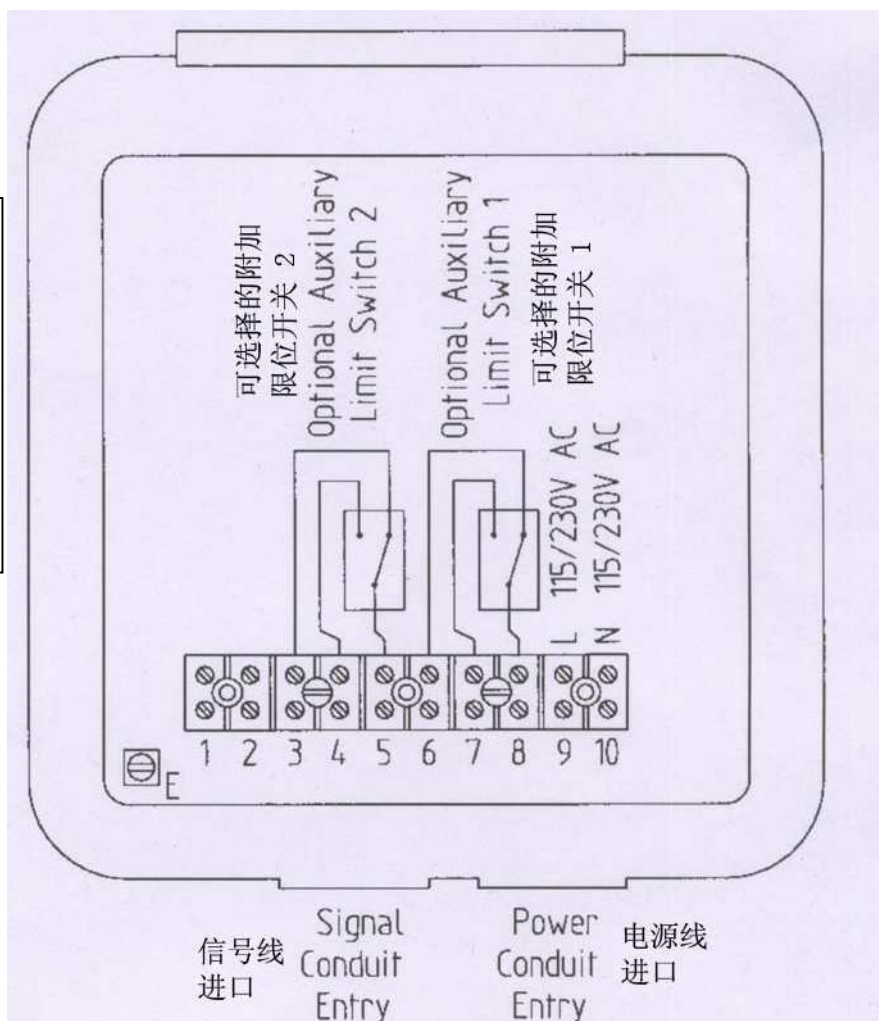 可选择的附加
限位开关 2
Optional Auxiliary
Limit Switch 2
Optional Auxiliary
Limit Switch 1
可选择的附加
限位开关 1
L 115/230V AC
N 115/230V AC
1 2 3 4 5 6 7 8 9 10
E
信号线
进口
Signal
Conduit
Entry
Power
Conduit
Entry
电源线
进口